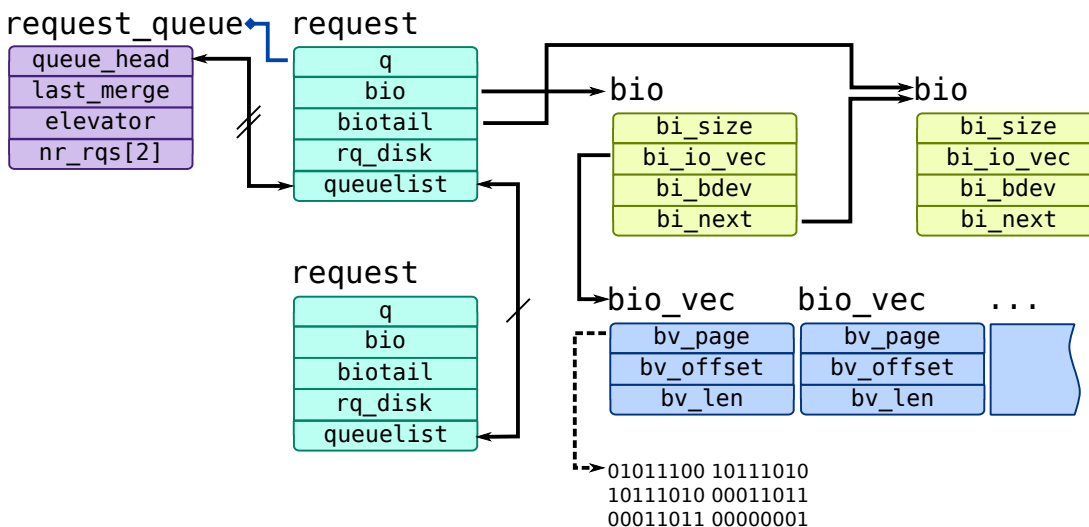 request_queue
queue_head
last_merge
elevator
nr_rqs[2]
request
q
bio
biotail
rq_disk
queuelist
bio
bi_size
bi_io_vec
bi_bdev
bi_next
bio
bi_size
bi_io_vec
bi_bdev
bi_next
request
q
bio
biotail
rq_disk
queuelist
bio_vec
bv_page
bv_offset
bv_len
bio_vec
bv_page
bv_offset
bv_len
...
01011100 10111010
10111010 00011011
00011011 00000001